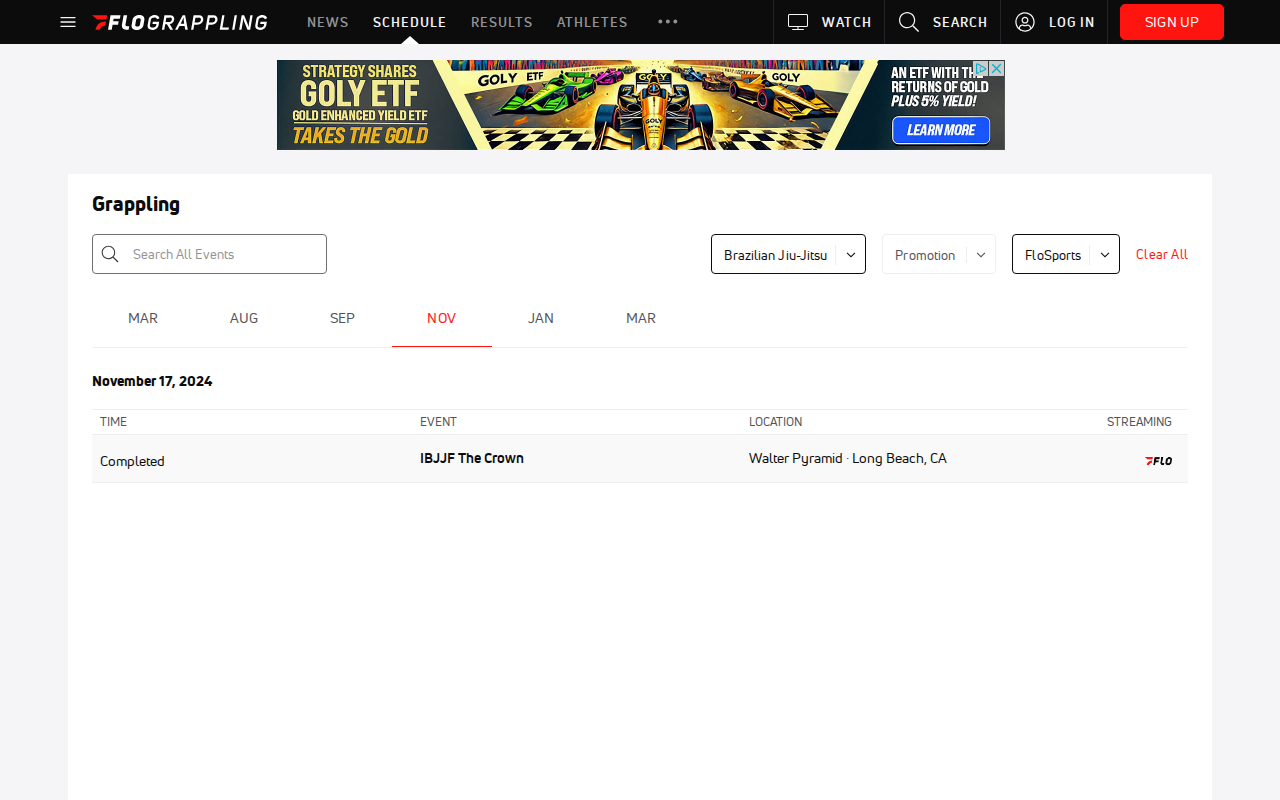 FLOGRAPPLING NEWS SCHEDULE RESULTS ATHLETES WATCH SEARCH LOG IN SIGN UP
STRATEGY SHARES
GOLY ETF
GOLD ENHANCED YIELD ETF
TAKES THE GOLD
GOLY ETF GOLY GOLY
GOLY
AN ETF WITH THE
RETURNS OF GOLD
PLUS 5% YIELD!
LEARN MORE
Grappling
Search All Events Brazilian Jiu-Jitsu Promotion FloSports Clear All
MAR AUG SEP NOV JAN MAR
November 17, 2024
TIME EVENT LOCATION STREAMING
Completed IBJJF The Crown Walter Pyramid · Long Beach, CA FLO